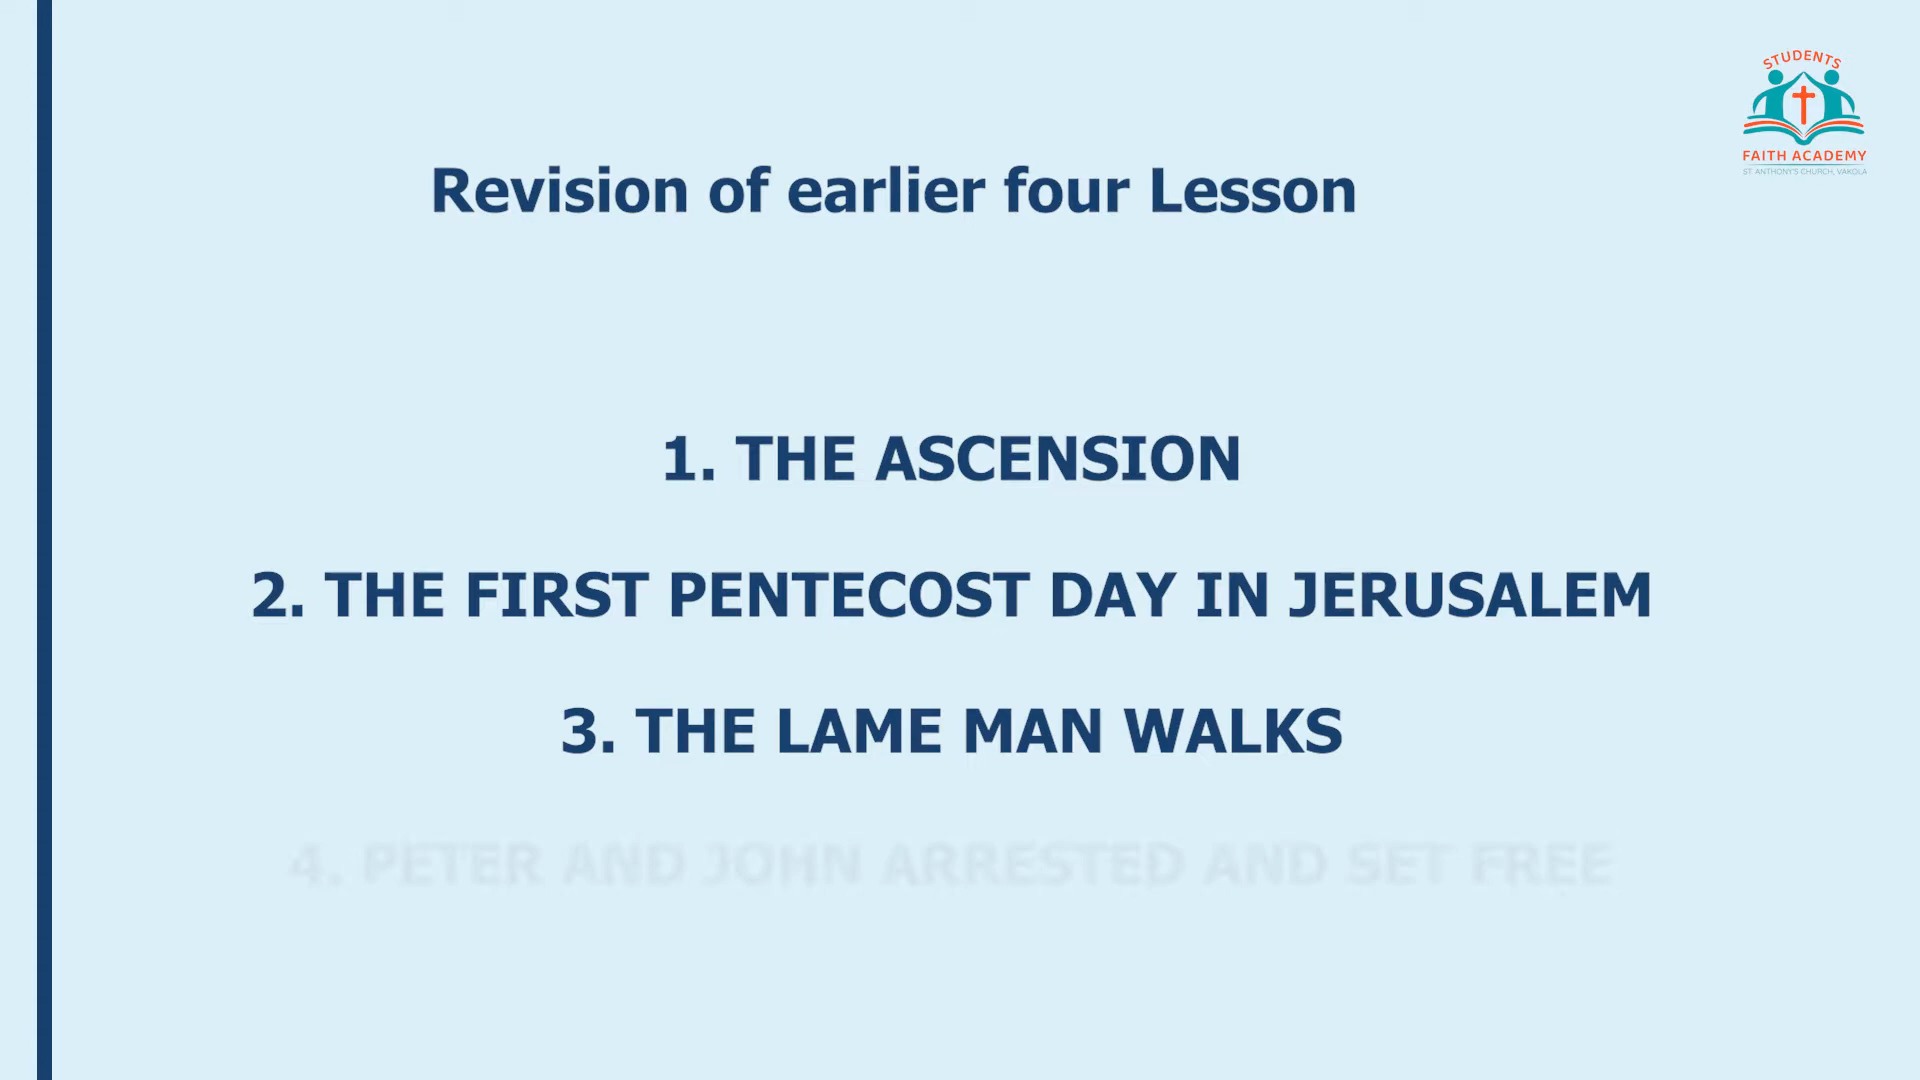 STUDENTS
FAITH ACADEMY
ST. ANTHONY'S CHURCH, VAKOLA
Revision of earlier four Lesson
1. THE ASCENSION
2. THE FIRST PENTECOST DAY IN JERUSALEM
3. THE LAME MAN WALKS
4. PETER AND JOHN ARRESTED AND SET FREE